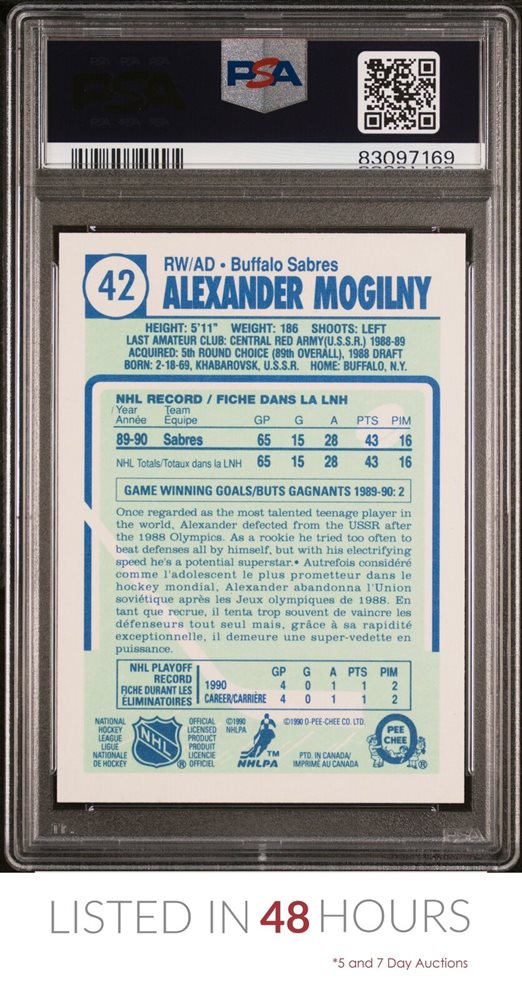 PSA
83097169
42
RW/AD • Buffalo Sabres
ALEXANDER MOGILNY
HEIGHT: 5'11" WEIGHT: 186 SHOOTS: LEFT
LAST AMATEUR CLUB: CENTRAL RED ARMY(U.S.S.R.) 1988-89
ACQUIRED: 5th ROUND CHOICE (89th OVERALL), 1988 DRAFT
BORN: 2-18-69, KHABAROVSK, U.S.S.R. HOME: BUFFALO, N.Y.
NHL RECORD / FICHE DANS LA LNH
Year Team
Année Équipe GP G A PTS PIM
89-90 Sabres 65 15 28 43 16
NHL Totals/Totaux dans la LNH 65 15 28 43 16
GAME WINNING GOALS/BUTS GAGNANTS 1989-90: 2
Once regarded as the most talented teenage player in
the world, Alexander defected from the USSR after
the 1988 Olympics. As a rookie he tried too often to
beat defenses all by himself, but with his electrifying
speed he's a potential superstar.• Autrefois considéré
comme l'adolescent le plus prometteur dans le
hockey mondial, Alexander abandonna l'Union
soviétique après les Jeux olympiques de 1988. En
tant que recrue, il tenta trop souvent de vaincre les
défenseurs tout seul mais, grâce à sa rapidité
exceptionnelle, il demeure une super-vedette en
puissance.
NHL PLAYOFF
RECORD
FICHE DURANT LES
ÉLIMINATOIRES
GP G A PTS PIM
1990 4 0 1 1 2
CAREER/CARRIÈRE 4 0 1 1 2
NATIONAL
HOCKEY
LEAGUE
LIGUE
NATIONALE
DE HOCKEY
NHL
®
OFFICIAL
LICENSED
PRODUCT
PRODUIT
LICENCIÉ
OFFICIEL
©1990
NHLPA
TM
NHLPA
©1990 O-PEE-CHEE CO. LTD.
PTD. IN CANADA/
IMPRIMÉ AU CANADA
PEE
CHEE
®
PSA
LISTED IN 48 HOURS
*5 and 7 Day Auctions